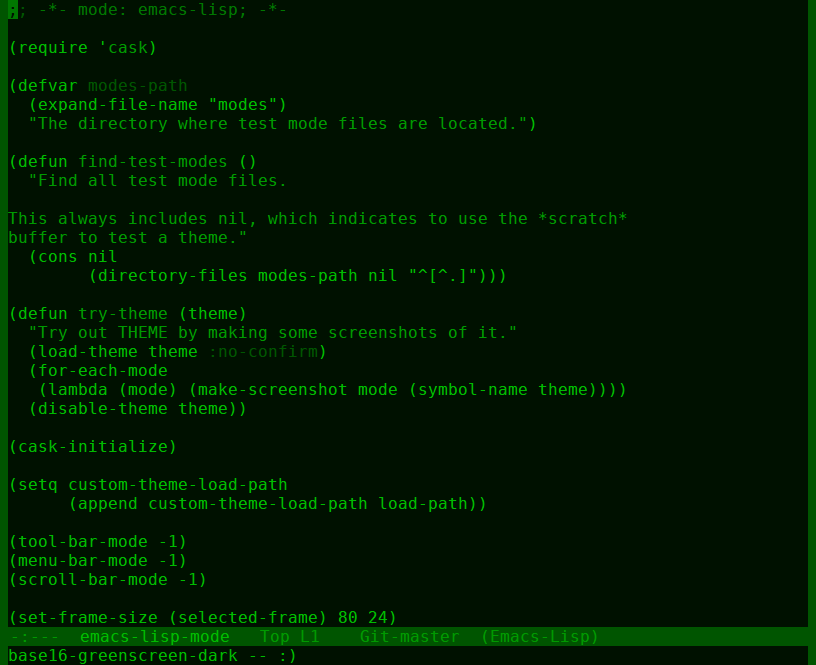 ;; -*- mode: emacs-lisp; -*-

(require 'cask)

(defvar modes-path
  (expand-file-name "modes")
  "The directory where test mode files are located.")

(defun find-test-modes ()
  "Find all test mode files.

This always includes nil, which indicates to use the *scratch*
buffer to test a theme."
  (cons nil
        (directory-files modes-path nil "^[^.]")))

(defun try-theme (theme)
  "Try out THEME by making some screenshots of it."
  (load-theme theme :no-confirm)
  (for-each-mode
   (lambda (mode) (make-screenshot mode (symbol-name theme))))
  (disable-theme theme))

(cask-initialize)

(setq custom-theme-load-path
      (append custom-theme-load-path load-path))

(tool-bar-mode -1)
(menu-bar-mode -1)
(scroll-bar-mode -1)

(set-frame-size (selected-frame) 80 24)
-:---  emacs-lisp-mode   Top L1    Git-master  (Emacs-Lisp)
base16-greenscreen-dark -- :)